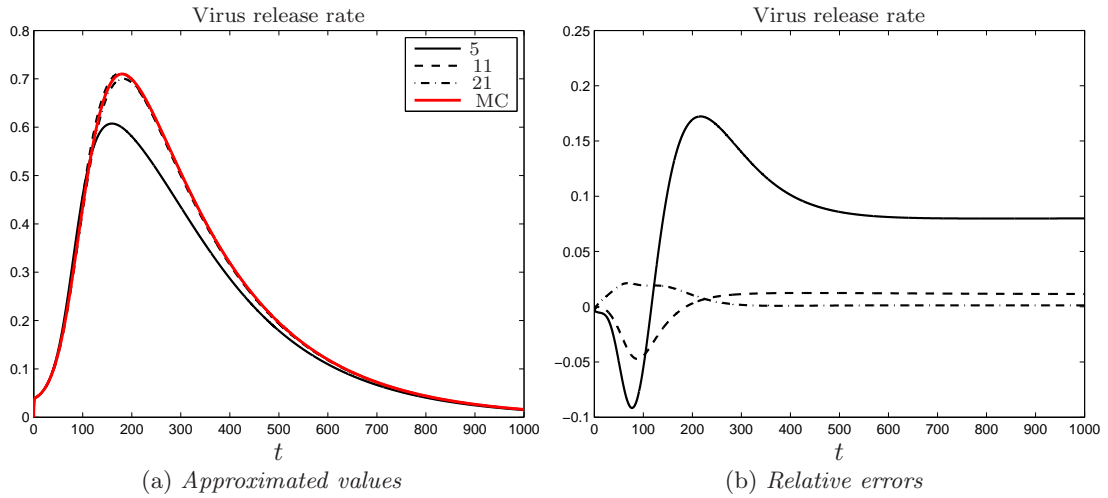 Virus release rate
0.8
0.7
0.6
0.5
0.4
0.3
0.2
0.1
0
0 100 200 300 400 500 600 700 800 900 1000
t
5
11
21
MC
(a) Approximated values
Virus release rate
0.25
0.2
0.15
0.1
0.05
0
−0.05
−0.1
0 100 200 300 400 500 600 700 800 900 1000
t
(b) Relative errors